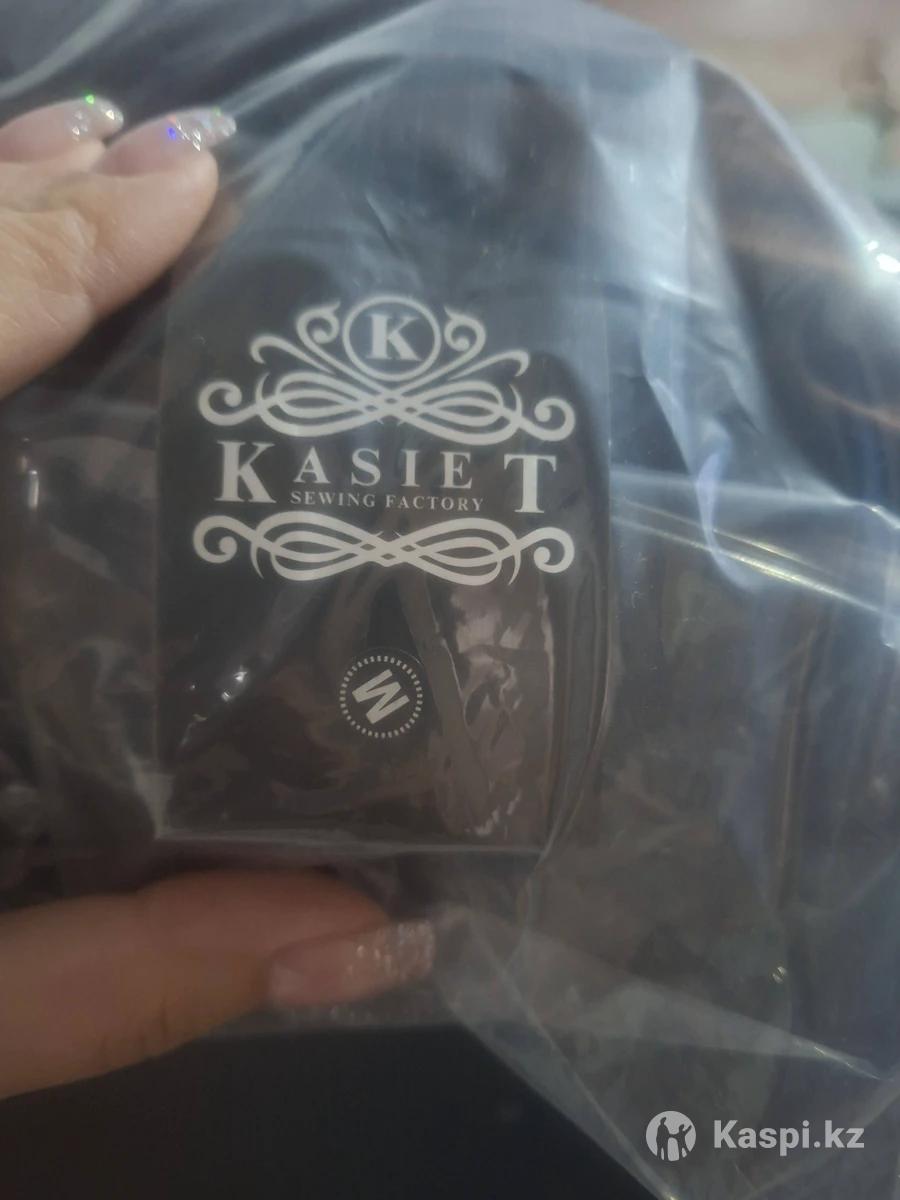 K
KASIET
SEWING FACTORY
M
Kaspi.kz